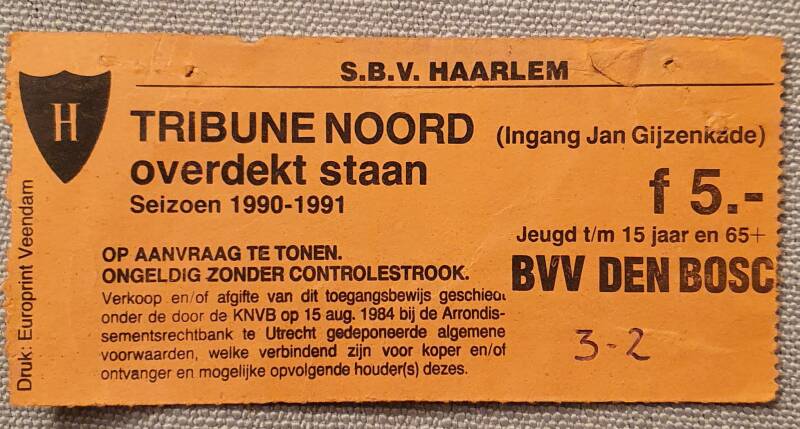 S.B.V. HAARLEM
H
TRIBUNE NOORD (Ingang Jan Gijzenkade)
overdekt staan
f 5.-
Seizoen 1990-1991
Jeugd t/m 15 jaar en 65+
OP AANVRAAG TE TONEN.
ONGELDIG ZONDER CONTROLESTROOK.
BVV DEN BOSC
Verkoop en/of afgifte van dit toegangsbewijs geschiedt
onder de door de KNVB op 15 aug. 1984 bij de Arrondis-
sementsrechtbank te Utrecht gedeponeerde algemene
voorwaarden, welke verbindend zijn voor koper en/of
ontvanger en mogelijke opvolgende houder(s) dezes.
3-2
Druk: Europrint Veendam